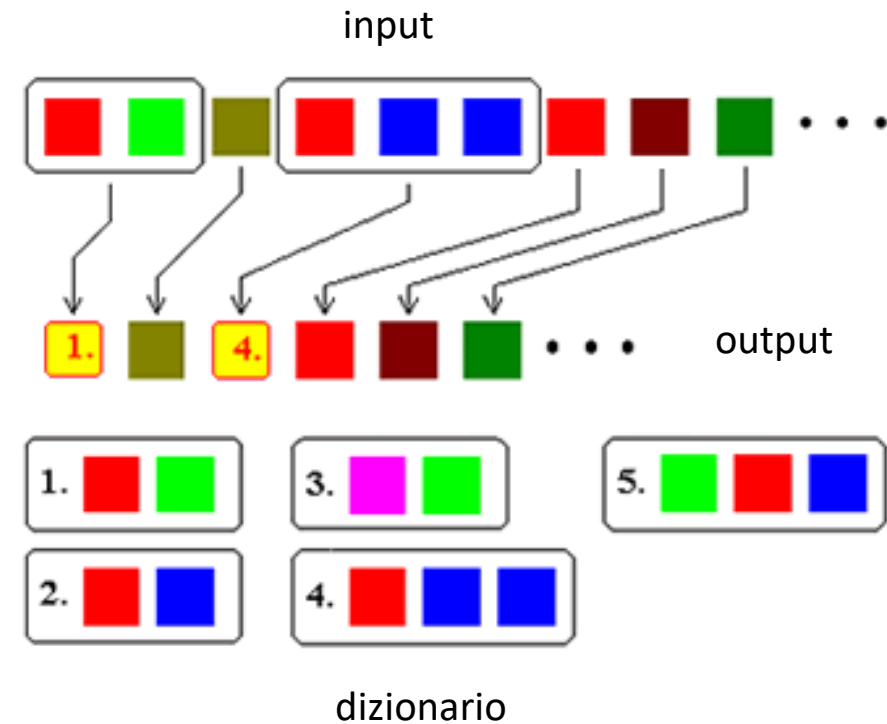 input
1.
4.
output
1.
3.
5.
2.
4.
dizionario